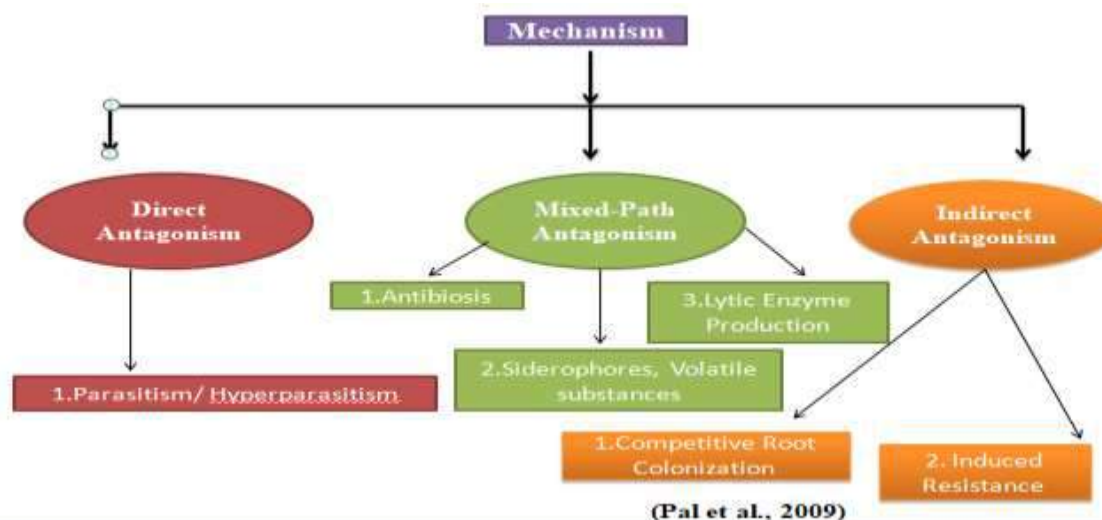 Mechanism
Direct
Antagonism
Mixed-Path
Antagonism
Indirect
Antagonism
1.Antibiosis
3.Lytic Enzyme
Production
1.Parasitism/ Hyperparasitism
2.Siderophores, Volatile
substances
1.Competitive Root
Colonization
2. Induced
Resistance
(Pal et al., 2009)